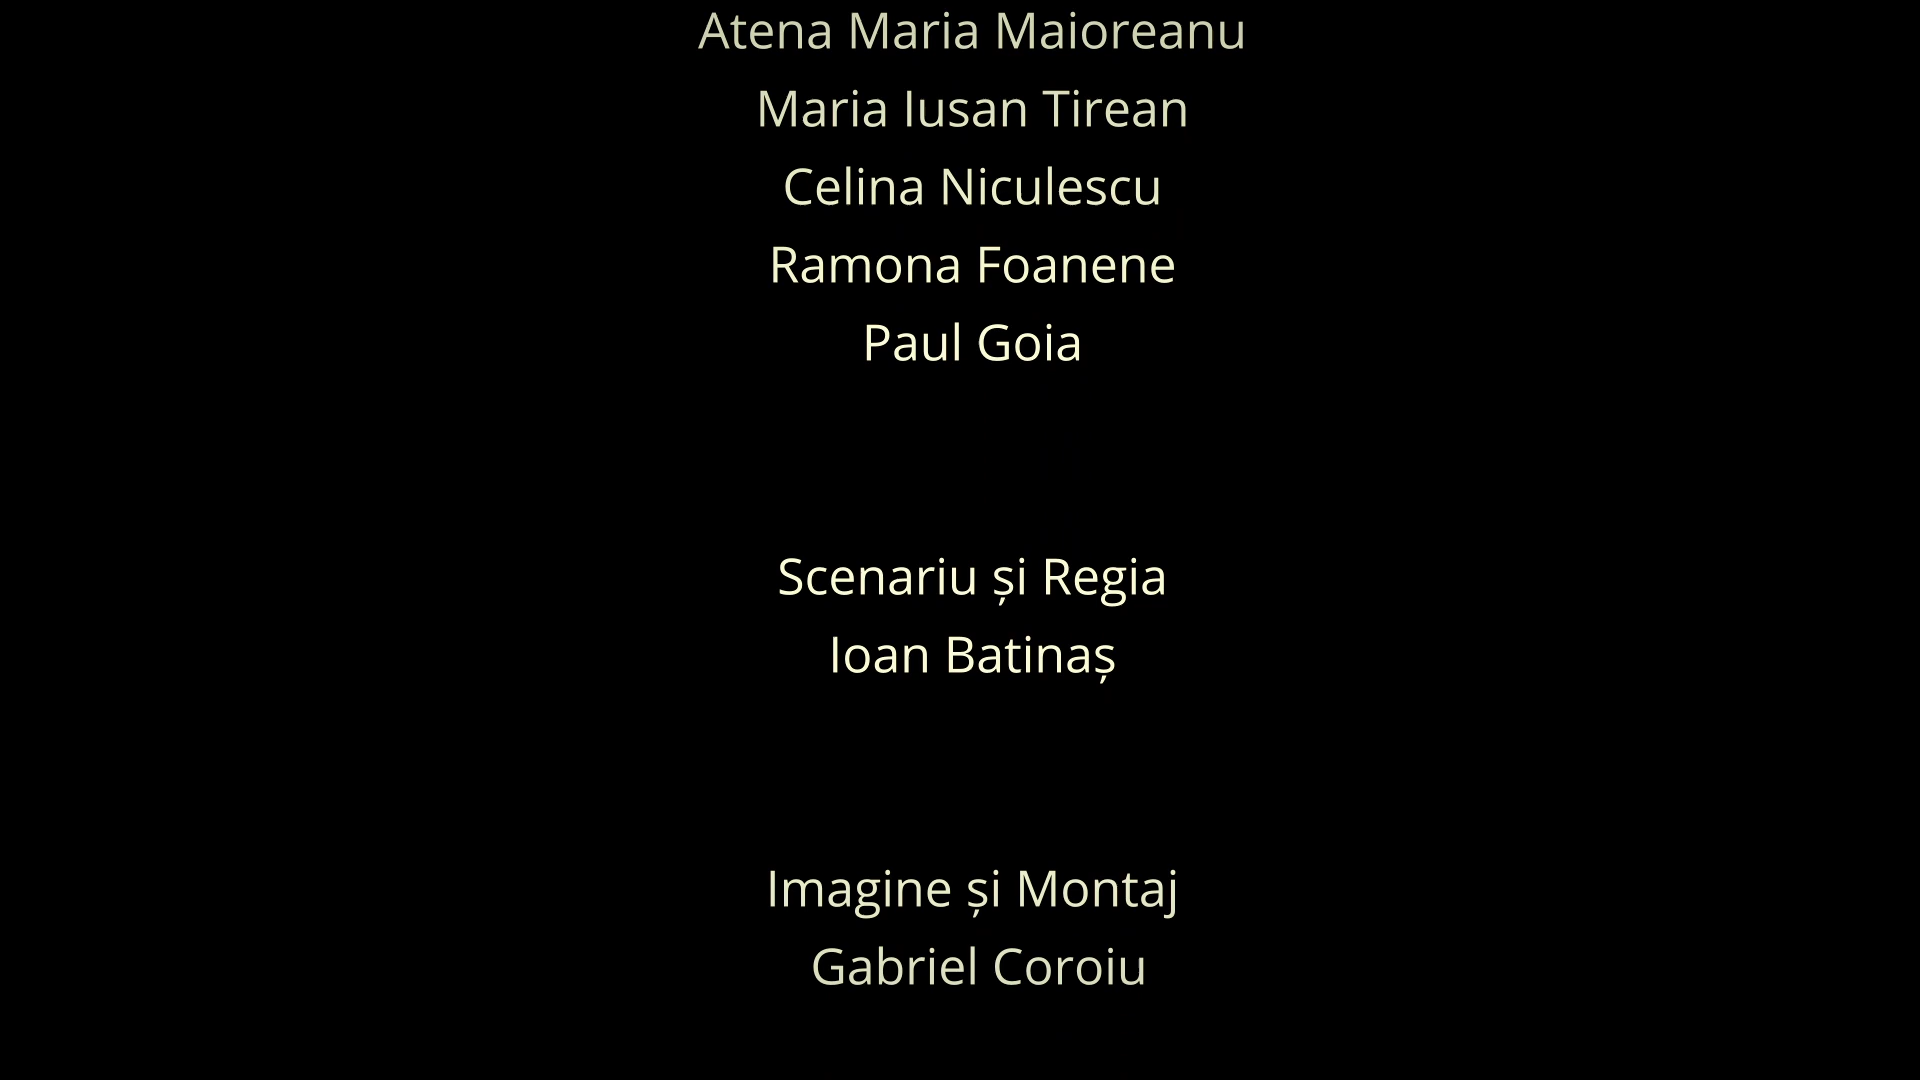 Atena Maria Maioreanu
Maria Iusan Tirean
Celina Niculescu
Ramona Foanene
Paul Goia
Scenariu și Regia
Ioan Batinaș
Imagine și Montaj
Gabriel Coroiu